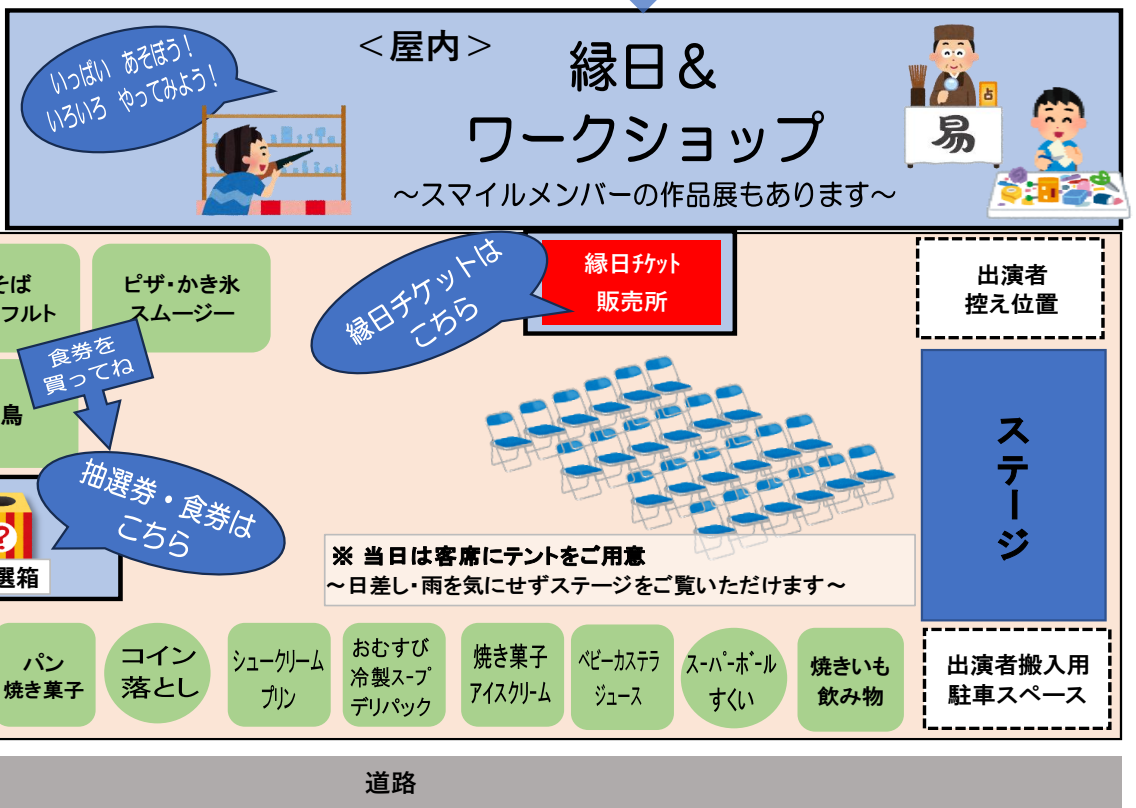 いっぱい あそぼう！
いろいろ やってみよう！
＜屋内＞
縁日＆
ワークショップ
～スマイルメンバーの作品展もあります～
占
易
そば
フルト
ピザ・かき氷
スムージー
縁日チケットは
こちら
縁日チケット
販売所
出演者
控え位置
食券を
買ってね
鳥
抽選券・食券は
こちら
?
選箱
ステージ
※ 当日は客席にテントをご用意
～日差し・雨を気にせずステージをご覧いただけます～
パン
焼き菓子
コイン
落とし
シュークリーム
プリン
おむすび
冷製スープ
デリパック
焼き菓子
アイスクリーム
ベビーカステラ
ジュース
スーパーボール
すくい
焼きいも
飲み物
出演者搬入用
駐車スペース
道路